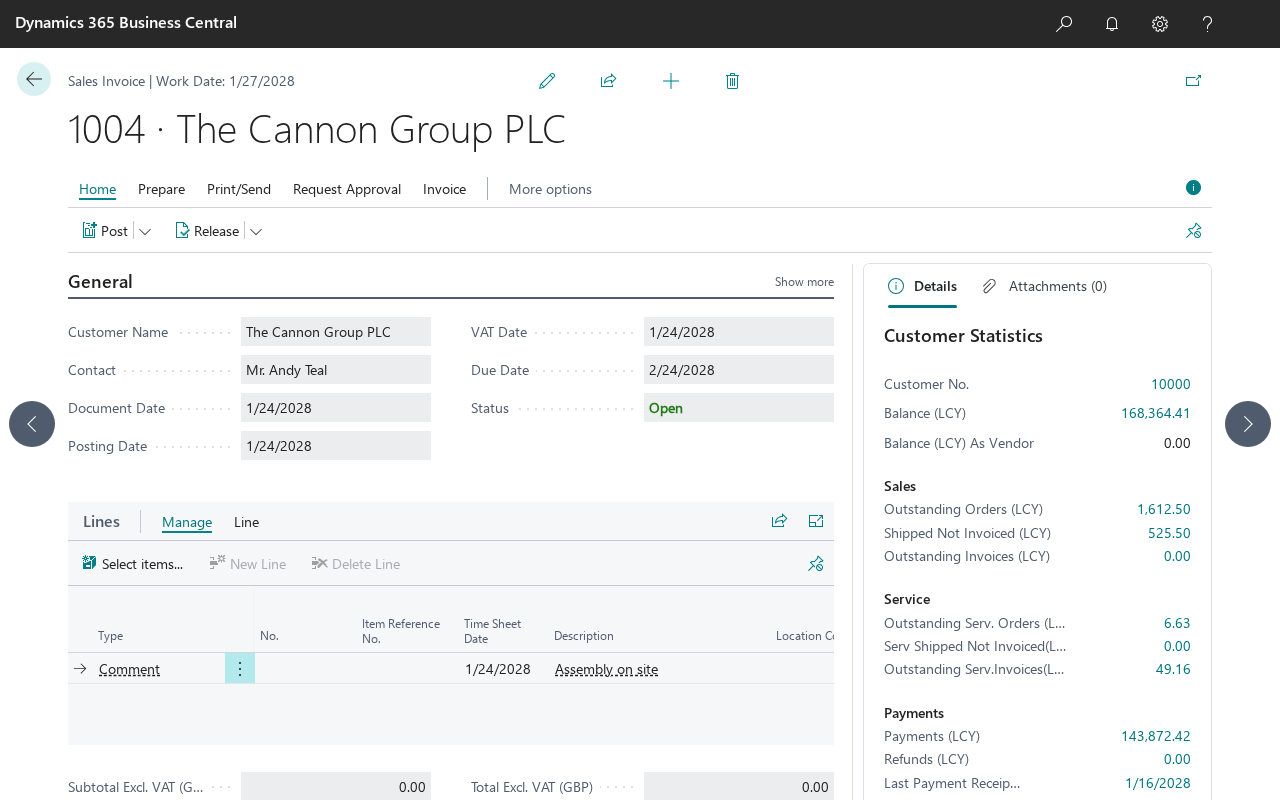 Dynamics 365 Business Central
Sales Invoice | Work Date: 1/27/2028
1004 · The Cannon Group PLC
Home Prepare Print/Send Request Approval Invoice More options
Post Release
General Show more
Customer Name The Cannon Group PLC VAT Date 1/24/2028
Contact Mr. Andy Teal Due Date 2/24/2028
Document Date 1/24/2028 Status Open
Posting Date 1/24/2028
Lines Manage Line
Select items... New Line Delete Line
Type No. Item Reference No. Time Sheet Date Description Location Co
Comment 1/24/2028 Assembly on site
Subtotal Excl. VAT (G... 0.00 Total Excl. VAT (GBP) 0.00
Details Attachments (0)
Customer Statistics
Customer No. 10000
Balance (LCY) 168,364.41
Balance (LCY) As Vendor 0.00
Sales
Outstanding Orders (LCY) 1,612.50
Shipped Not Invoiced (LCY) 525.50
Outstanding Invoices (LCY) 0.00
Service
Outstanding Serv. Orders (L... 6.63
Serv Shipped Not Invoiced(L... 0.00
Outstanding Serv.Invoices(L... 49.16
Payments
Payments (LCY) 143,872.42
Refunds (LCY) 0.00
Last Payment Receip... 1/16/2028